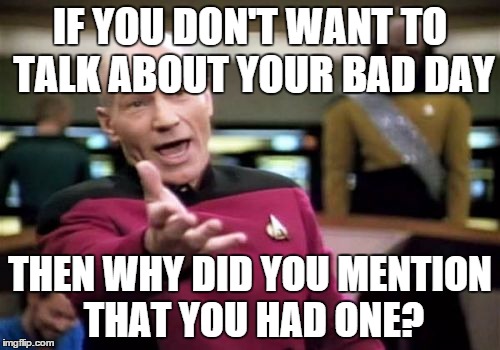 IF YOU DON'T WANT TO
TALK ABOUT YOUR BAD DAY
THEN WHY DID YOU MENTION
THAT YOU HAD ONE?
imgflip.com